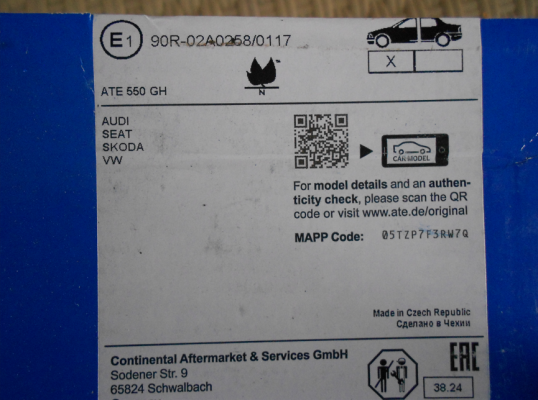 E1 90R-02A0258/0117
X
N
ATE 550 GH
AUDI
SEAT
SKODA
VW
CAR MODEL
For model details and an authen-
ticity check, please scan the QR
code or visit www.ate.de/original
MAPP Code: 05TZP7F3RW7Q
Made in Czech Republic
Сделано в Чехии
Continental Aftermarket & Services GmbH
Sodener Str. 9
65824 Schwalbach
EAC
38.24